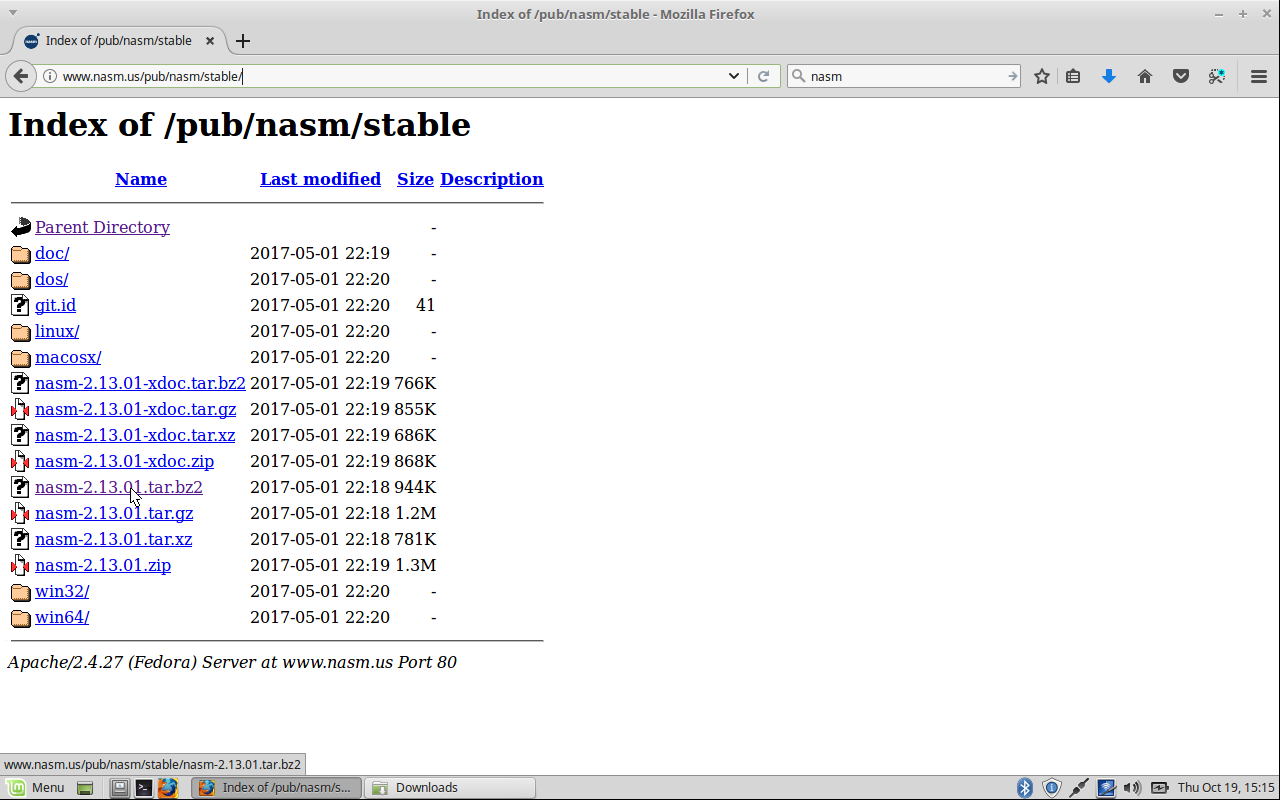 Index of /pub/nasm/stable - Mozilla Firefox
Index of /pub/nasm/stable
www.nasm.us/pub/nasm/stable/
nasm
Index of /pub/nasm/stable
Name Last modified Size Description
Parent Directory -
doc/ 2017-05-01 22:19 -
dos/ 2017-05-01 22:20 -
git.id 2017-05-01 22:20 41
linux/ 2017-05-01 22:20 -
macosx/ 2017-05-01 22:20 -
nasm-2.13.01-xdoc.tar.bz2 2017-05-01 22:19 766K
nasm-2.13.01-xdoc.tar.gz 2017-05-01 22:19 855K
nasm-2.13.01-xdoc.tar.xz 2017-05-01 22:19 686K
nasm-2.13.01-xdoc.zip 2017-05-01 22:19 868K
nasm-2.13.01.tar.bz2 2017-05-01 22:18 944K
nasm-2.13.01.tar.gz 2017-05-01 22:18 1.2M
nasm-2.13.01.tar.xz 2017-05-01 22:18 781K
nasm-2.13.01.zip 2017-05-01 22:19 1.3M
win32/ 2017-05-01 22:20 -
win64/ 2017-05-01 22:20 -
Apache/2.4.27 (Fedora) Server at www.nasm.us Port 80
www.nasm.us/pub/nasm/stable/nasm-2.13.01.tar.bz2
Menu Index of /pub/nasm/s... Downloads Thu Oct 19, 15:15